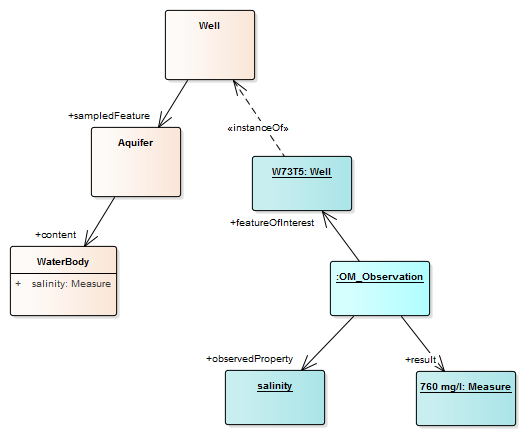 Well
+sampledFeature
«instanceOf»
Aquifer
W73T5: Well
+content
+featureOfInterest
WaterBody
+ salinity: Measure
:OM_Observation
+observedProperty
+result
salinity
760 mg/l: Measure